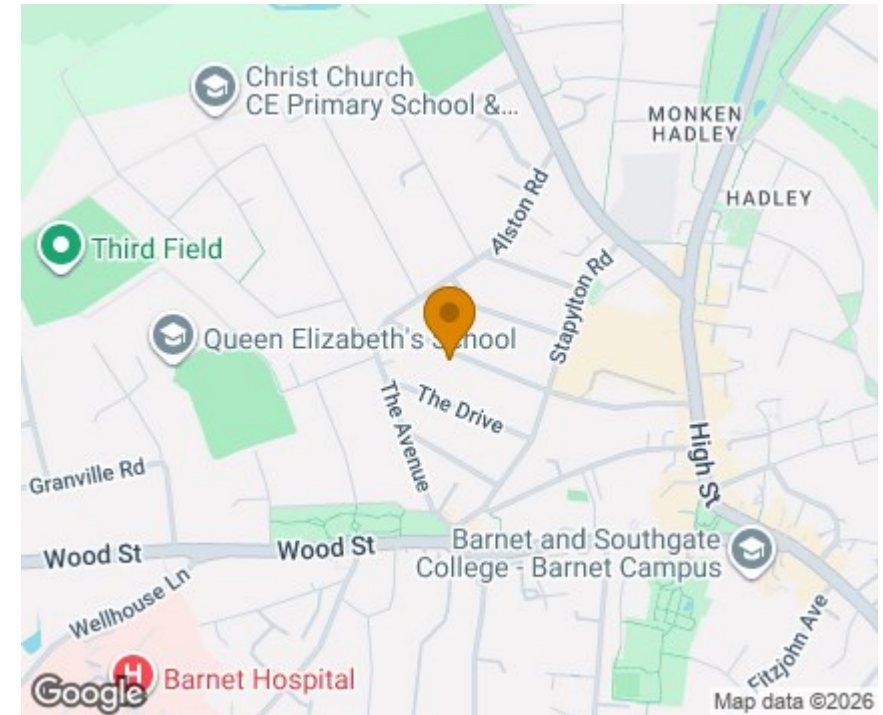 Christ Church
CE Primary School &...
MONKEN
HADLEY
HADLEY
Alston Rd
Third Field
Stapylton Rd
Queen Elizabeth's School
The Drive
The Avenue
High St
Granville Rd
Wood St
Wood St
Barnet and Southgate
College - Barnet Campus
Wellhouse Ln
Fitzjohn Ave
H
Barnet Hospital
Google
Map data ©2026